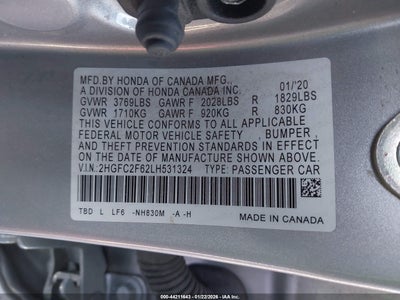 MFD. BY HONDA OF CANADA MFG.,
A DIVISION OF HONDA CANADA INC. 01/'20
GVWR 3769LBS GAWR F 2028LBS R 1829LBS
GVWR 1710KG GAWR F 920KG R 830KG
THIS VEHICLE CONFORMS TO ALL APPLICABLE
FEDERAL MOTOR VEHICLE SAFETY , BUMPER ,
AND THEFT PREVENTION STANDARDS IN EFFECT
ON THE DATE OF MANUFACTURE SHOWN ABOVE.
V.I.N.:2HGFC2F62LH531324 TYPE: PASSENGER CAR
TBD L LF6 -NH830M -A -H
MADE IN CANADA
000-44211643 - 01/22/2026 - IAA Inc.